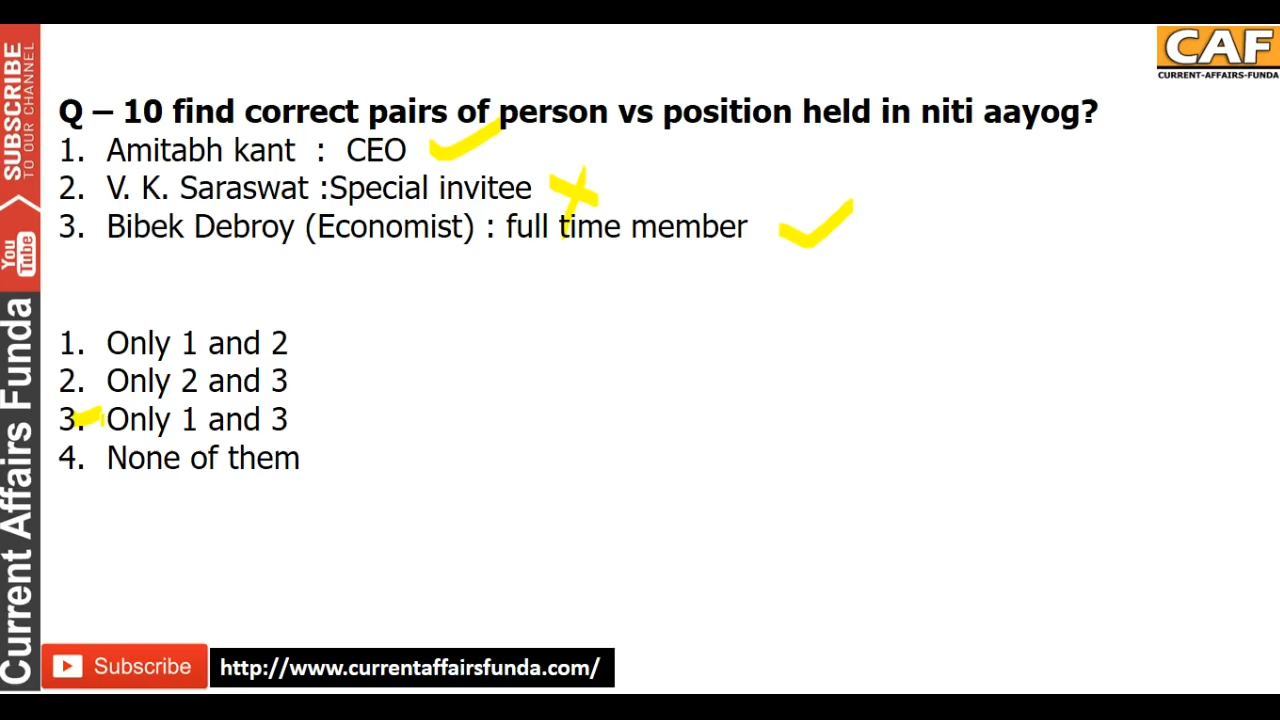 CAF
CURRENT-AFFAIRS-FUNDA
Q – 10 find correct pairs of person vs position held in niti aayog?
1. Amitabh kant : CEO
2. V. K. Saraswat :Special invitee
3. Bibek Debroy (Economist) : full time member
1. Only 1 and 2
2. Only 2 and 3
3. Only 1 and 3
4. None of them
SUBSCRIBE
TO OUR CHANNEL
You
Tube
Current Affairs Funda
Subscribe
http://www.currentaffairsfunda.com/